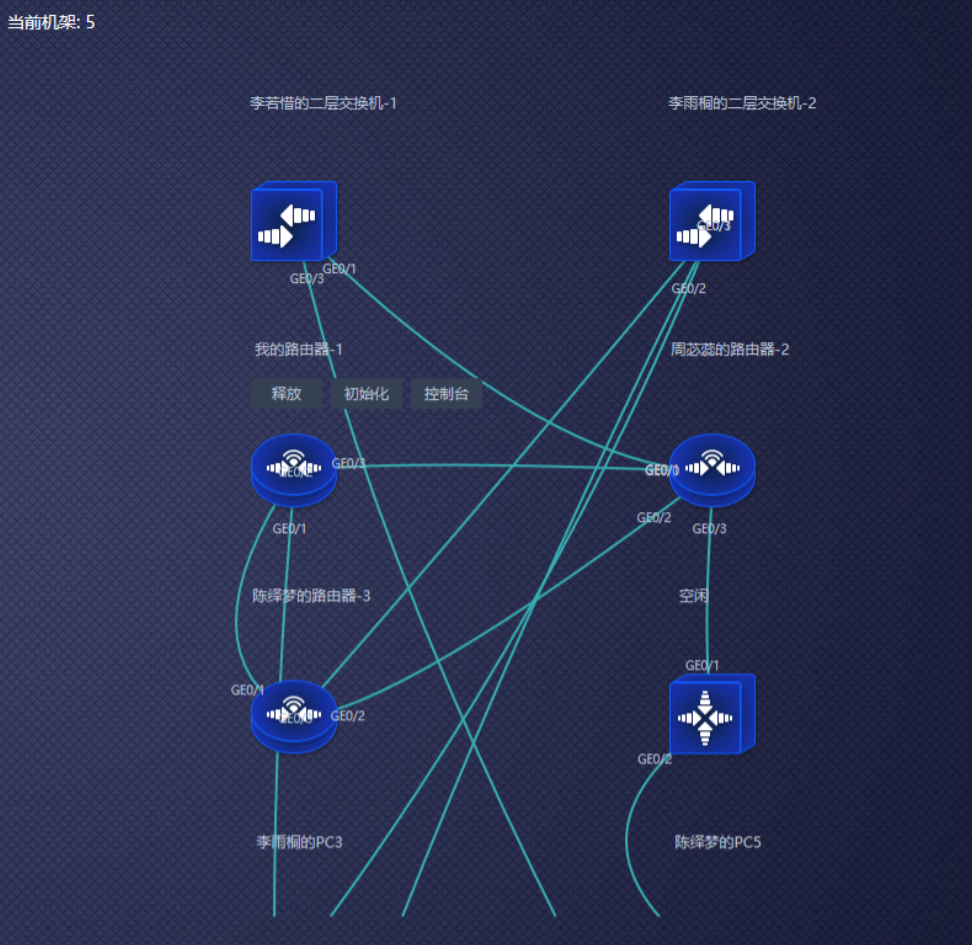 当前机架: 5
李若惜的二层交换机-1
李雨桐的二层交换机-2
GE0/3
GE0/1
GE0/3
GE0/2
我的路由器-1
周苾蕊的路由器-2
释放
初始化
控制台
GE0/2
GE0/3
GE0/1
GE0/1
GE0/2
GE0/3
陈绎梦的路由器-3
空闲
GE0/1
GE0/1
GE0/2
GE0/2
李雨桐的PC3
陈绎梦的PC5